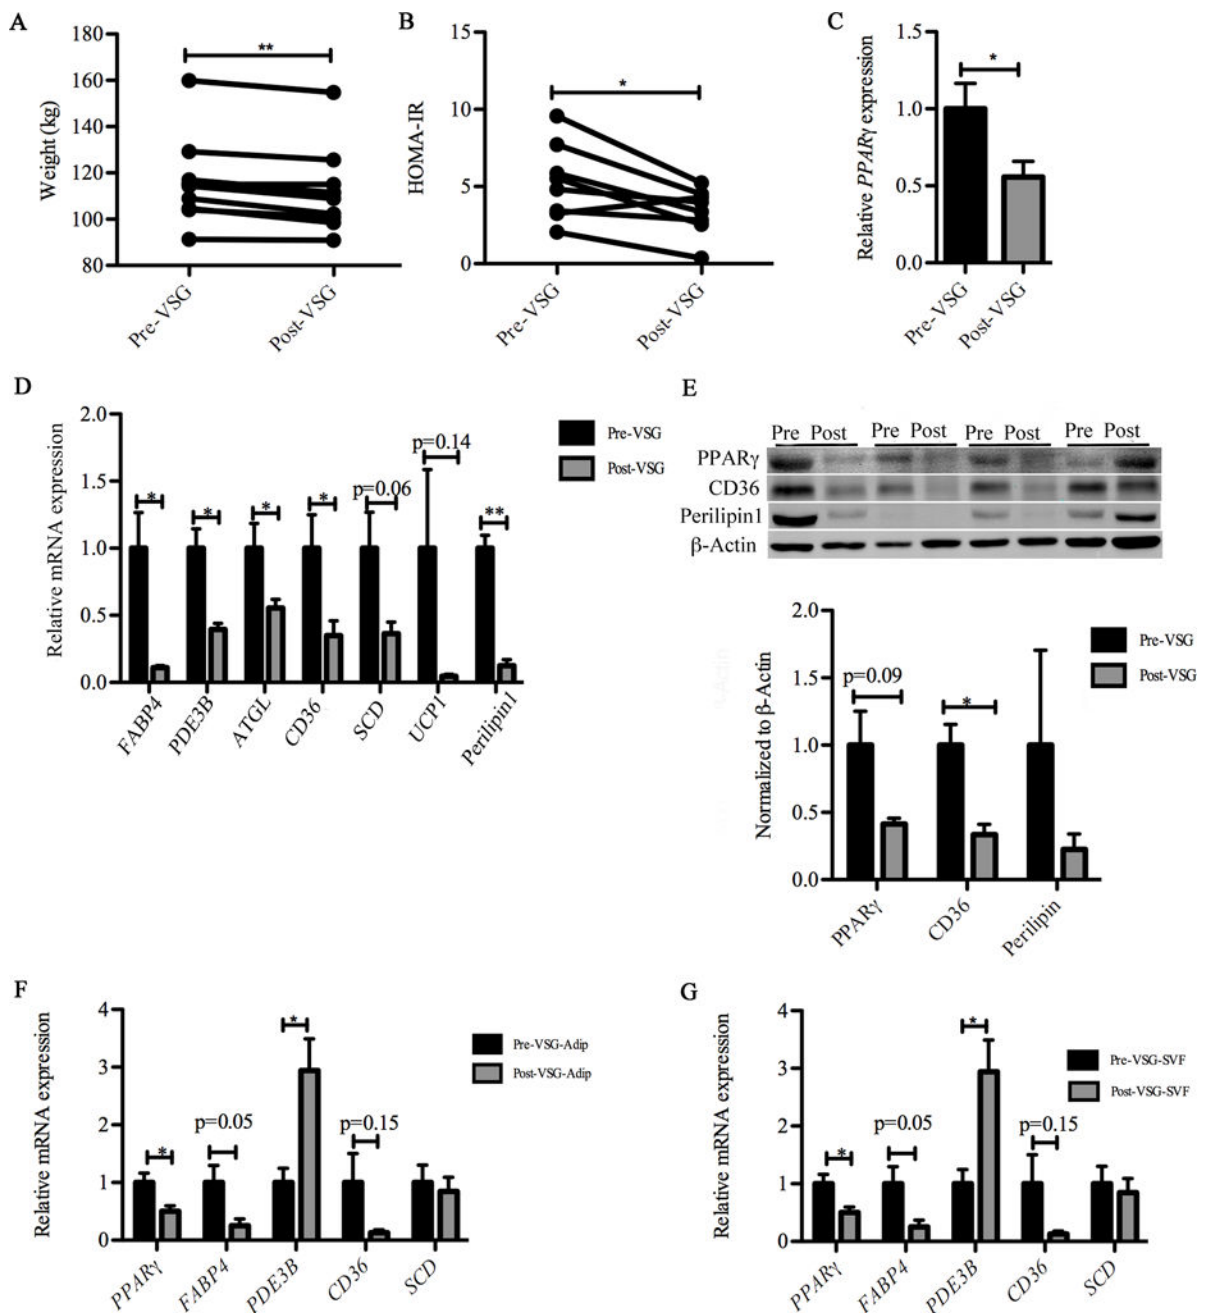 A
180
160
140
120
100
80
Weight (kg)
**
Pre-VSG
Post-VSG
B
15
10
5
0
HOMA-IR
*
Pre-VSG
Post-VSG
C
1.5
1.0
0.5
0.0
Relative PPARγ expression
*
Pre-VSG
Post-VSG
D
2.0
1.5
1.0
0.5
0.0
Relative mRNA expression
Pre-VSG
Post-VSG
*
*
*
*
p=0.06
p=0.14
**
FABP4
PDE3B
ATGL
CD36
SCD
UCP1
Perilipin1
E
Pre Post Pre Post Pre Post Pre Post
PPARγ
CD36
Perilipin1
β-Actin
2.0
1.5
1.0
0.5
0.0
Normalized to β-Actin
Pre-VSG
Post-VSG
p=0.09
*
PPARγ
CD36
Perilipin
F
4
3
2
1
0
Relative mRNA expression
Pre-VSG-Adip
Post-VSG-Adip
*
p=0.05
*
p=0.15
PPARγ
FABP4
PDE3B
CD36
SCD
G
4
3
2
1
0
Relative mRNA expression
Pre-VSG-SVF
Post-VSG-SVF
*
p=0.05
*
p=0.15
PPARγ
FABP4
PDE3B
CD36
SCD